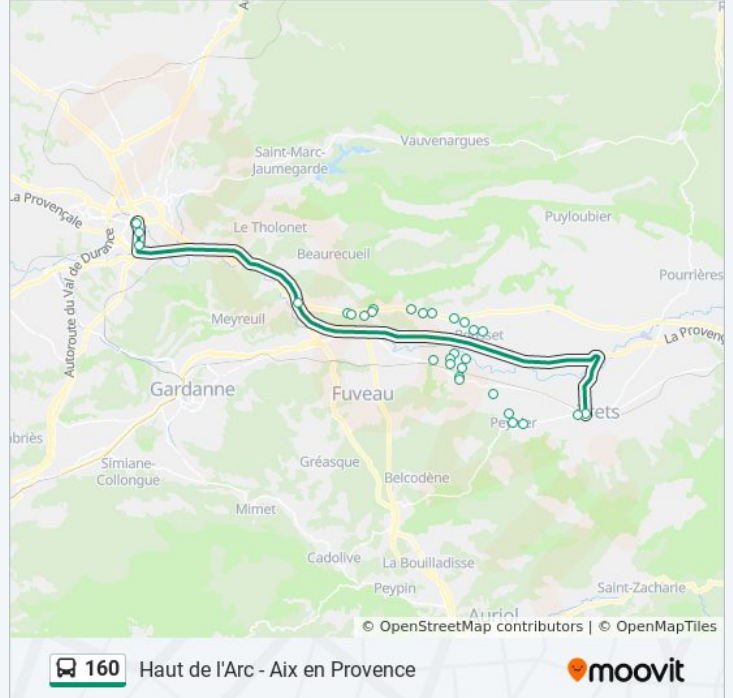 A
Vauvenargues
Saint-Marc-
Jaumegarde
La Provençale
Puyloubier
Le Tholonet
Autoroute du Val de Durance
Beaurecueil
Pourrières
Meyreuil
Gardanne
Fuveau
briès
Gréasque
Simiane-
Collongue
Belcodène
Mimet
Cadolive
La Bouilladisse
Peypin
Saint-Zacharie
Auriol
© OpenStreetMap contributors | © OpenMapTiles
160 Haut de l'Arc - Aix en Provence
moovit